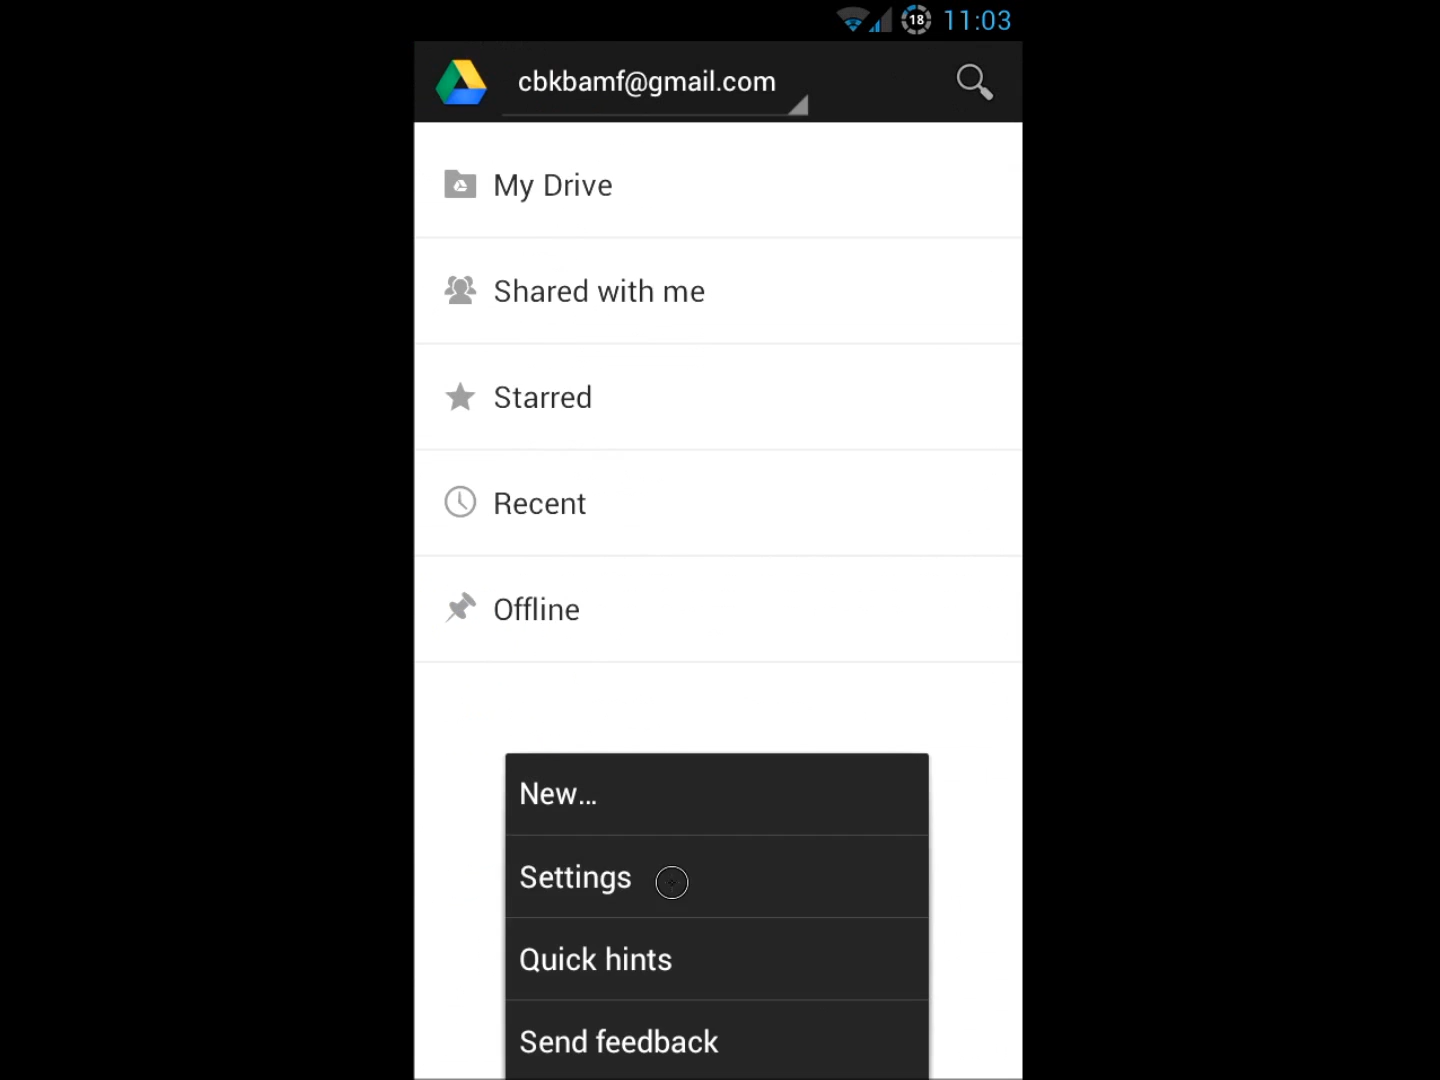 18 11:03
cbkbamf@gmail.com
My Drive
Shared with me
Starred
Recent
Offline
New...
Settings
Quick hints
Send feedback